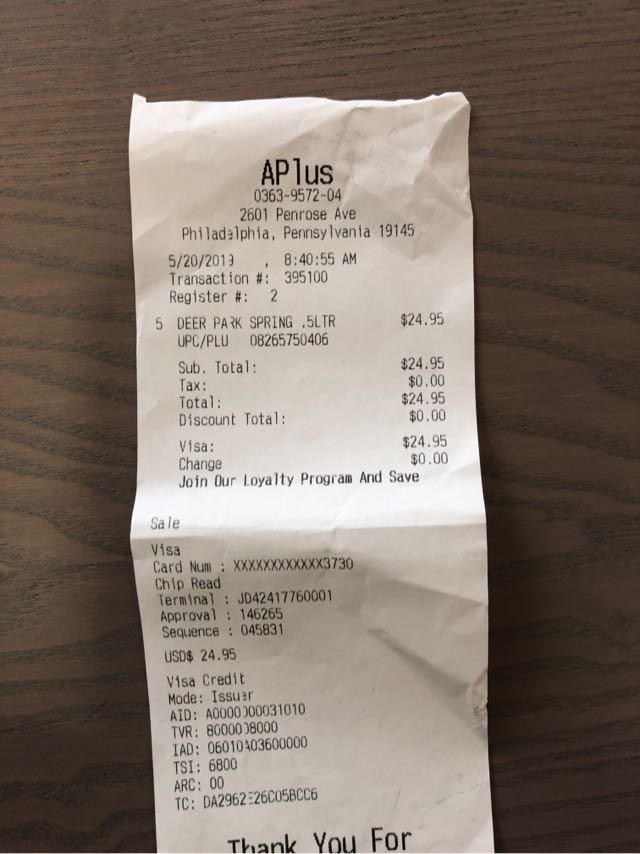 APlus
0363-9572-04
2601 Penrose Ave
Philadelphia, Pennsylvania 19145
5/20/2019 , 8:40:55 AM
Transaction #: 395100
Register #: 2
5 DEER PARK SPRING .5LTR $24.95
UPC/PLU 08265750406
Sub. Total: $24.95
Tax: $0.00
Total: $24.95
Discount Total: $0.00
Visa: $24.95
Change $0.00
Join Our Loyalty Program And Save
Sale
Visa
Card Num : XXXXXXXXXXXX3730
Chip Read
Terminal : JD42417760001
Approval : 146265
Sequence : 045831
USD$ 24.95
Visa Credit
Mode: Issuer
AID: A0000000031010
TVR: 8000008000
IAD: 06010A03600000
TSI: 6800
ARC: 00
TC:
Thank You For